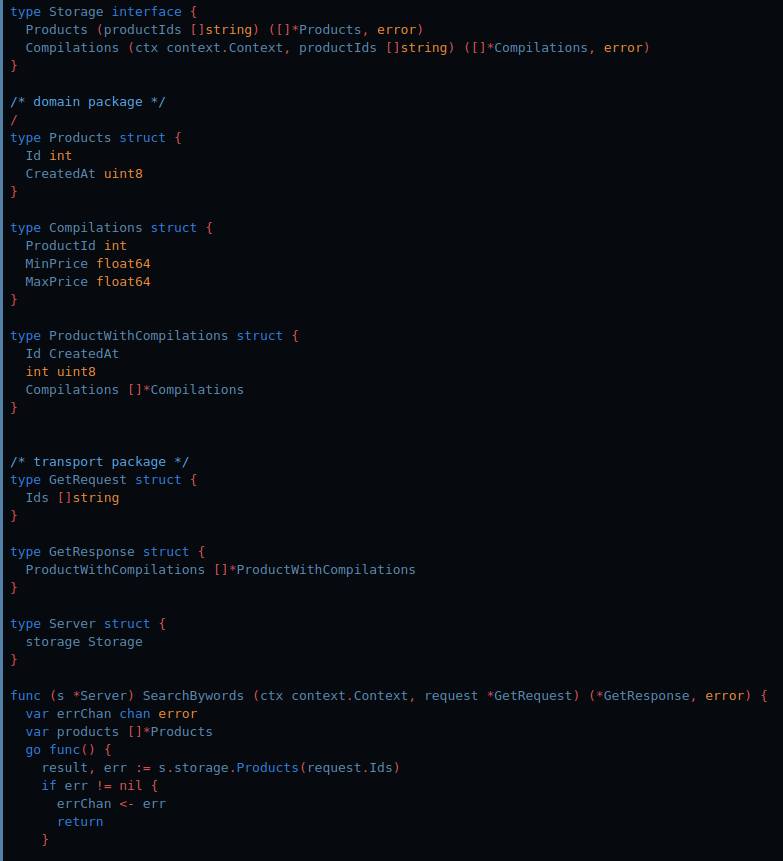 type Storage interface {
  Products (productIds []string) ([]*Products, error)
  Compilations (ctx context.Context, productIds []string) ([]*Compilations, error)
}
/* domain package */
/
type Products struct {
  Id int
  CreatedAt uint8
}
type Compilations struct {
  ProductId int
  MinPrice float64
  MaxPrice float64
}
type ProductWithCompilations struct {
  Id CreatedAt
  int uint8
  Compilations []*Compilations
}
/* transport package */
type GetRequest struct {
  Ids []string
}
type GetResponse struct {
  ProductWithCompilations []*ProductWithCompilations
}
type Server struct {
  storage Storage
}
func (s *Server) SearchBywords (ctx context.Context, request *GetRequest) (*GetResponse, error) {
  var errChan chan error
  var products []*Products
  go func() {
    result, err := s.storage.Products(request.Ids)
    if err != nil {
      errChan <- err
      return
    }